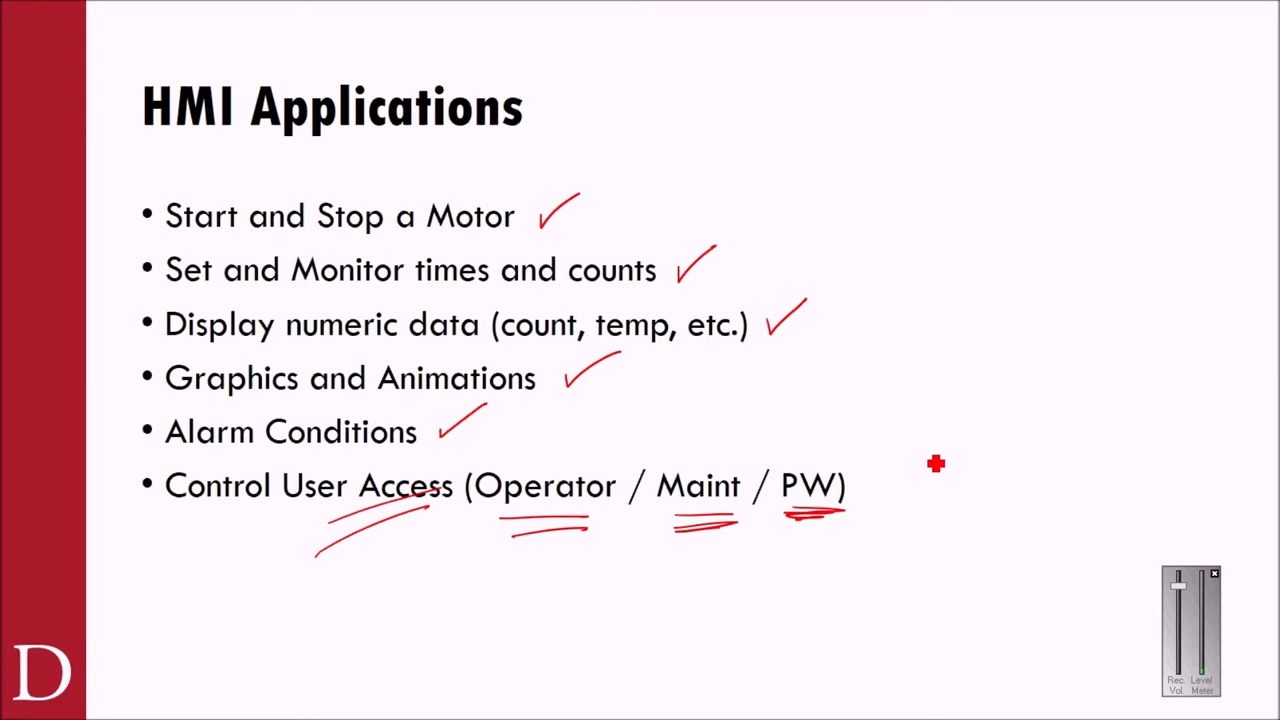 HMI Applications
• Start and Stop a Motor
• Set and Monitor times and counts
• Display numeric data (count, temp, etc.)
• Graphics and Animations
• Alarm Conditions
• Control User Access (Operator / Maint / PW)
D
Rec. Level
Vol. Meter